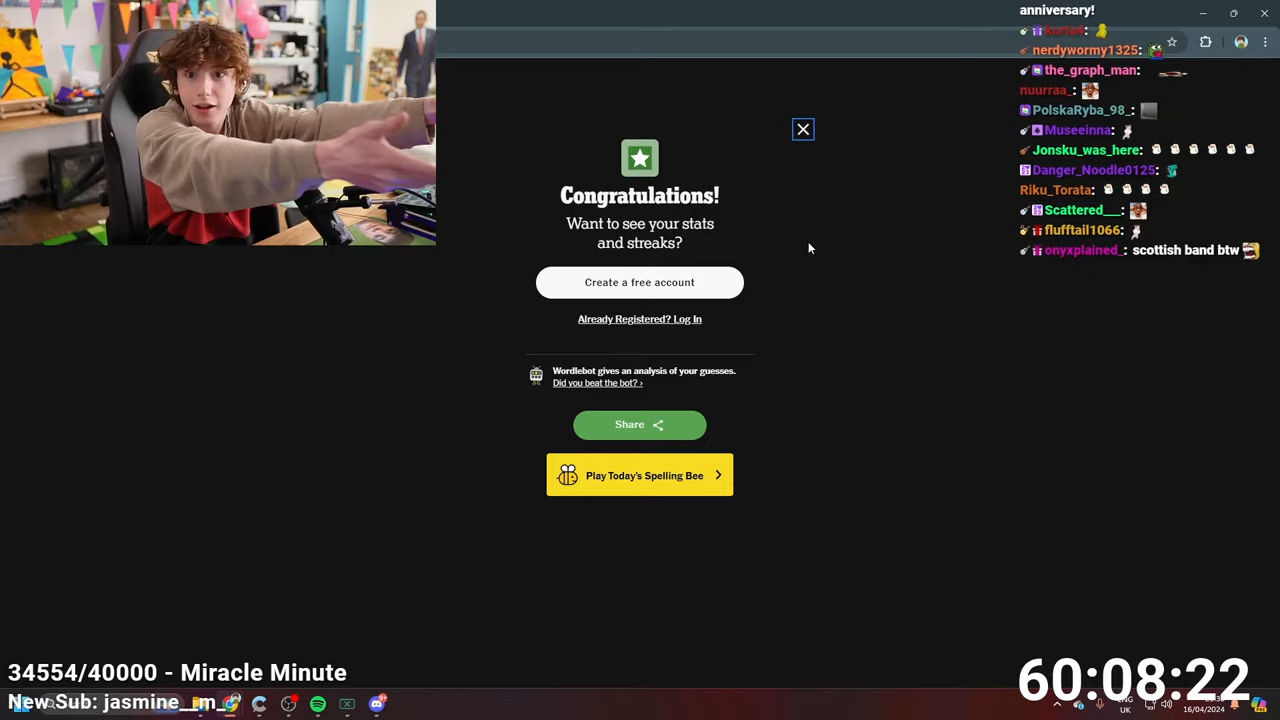 anniversary!
korta4
nerdywormy1325:
the_graph_man:
nuurraa_:
PolskaRyba_98_:
Museeinna:
Jonsku_was_here:
Danger_Noodle0125:
Riku_Torata:
Scattered___:
flufftail1066:
onyxplained_: scottish band btw
Congratulations!
Want to see your stats
and streaks?
Create a free account
Already Registered? Log In
Wordlebot gives an analysis of your guesses.
Did you beat the bot? ›
Share
Play Today's Spelling Bee
34554/40000 - Miracle Minute
New Sub: jasmine__m_
60:08:22
ENG
UK
16/04/2024